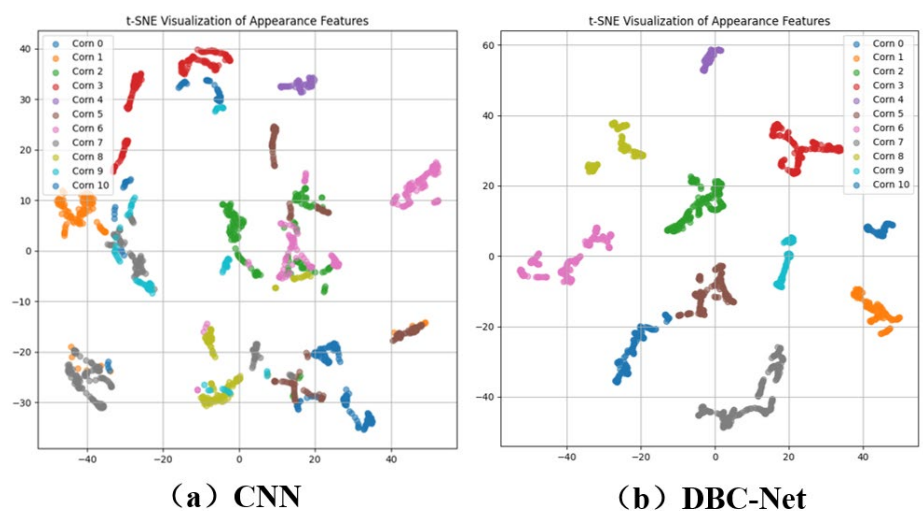 t-SNE Visualization of Appearance Features
40
30
20
10
0
−10
−20
−30
−40
−20
0
20
40
Corn 0
Corn 1
Corn 2
Corn 3
Corn 4
Corn 5
Corn 6
Corn 7
Corn 8
Corn 9
Corn 10
(a) CNN
t-SNE Visualization of Appearance Features
60
40
20
0
−20
−40
−40
−20
0
20
40
Corn 0
Corn 1
Corn 2
Corn 3
Corn 4
Corn 5
Corn 6
Corn 7
Corn 8
Corn 9
Corn 10
(b) DBC-Net